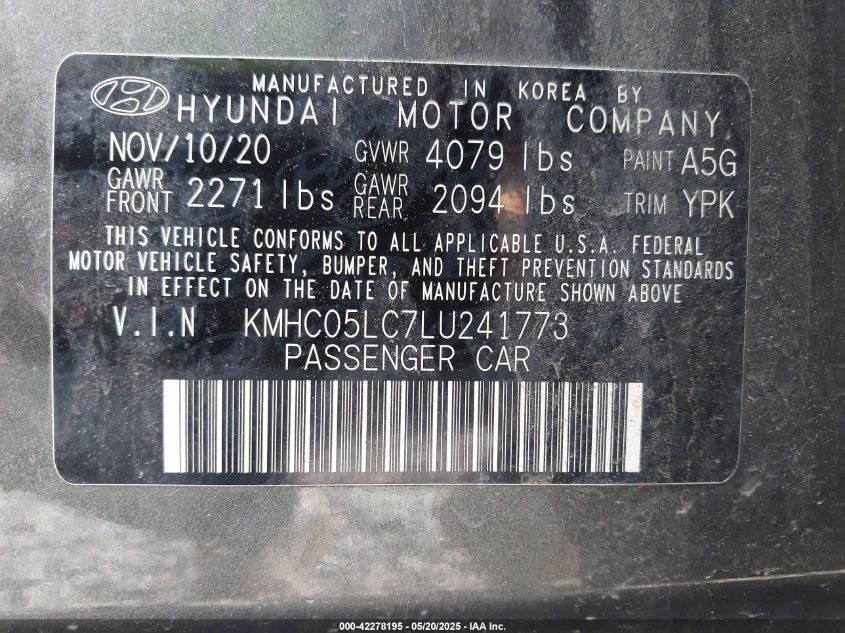 MANUFACTURED IN KOREA BY
HYUNDAI MOTOR COMPANY
NOV/10/20 GVWR 4079 lbs PAINT A5G
GAWR FRONT 2271 lbs GAWR REAR 2094 lbs TRIM YPK
THIS VEHICLE CONFORMS TO ALL APPLICABLE U.S.A. FEDERAL
MOTOR VEHICLE SAFETY, BUMPER, AND THEFT PREVENTION STANDARDS
IN EFFECT ON THE DATE OF MANUFACTURE SHOWN ABOVE
V.I.N KMHC05LC7LU241773
PASSENGER CAR
000-42278195 - 05/20/2025 - IAA Inc.